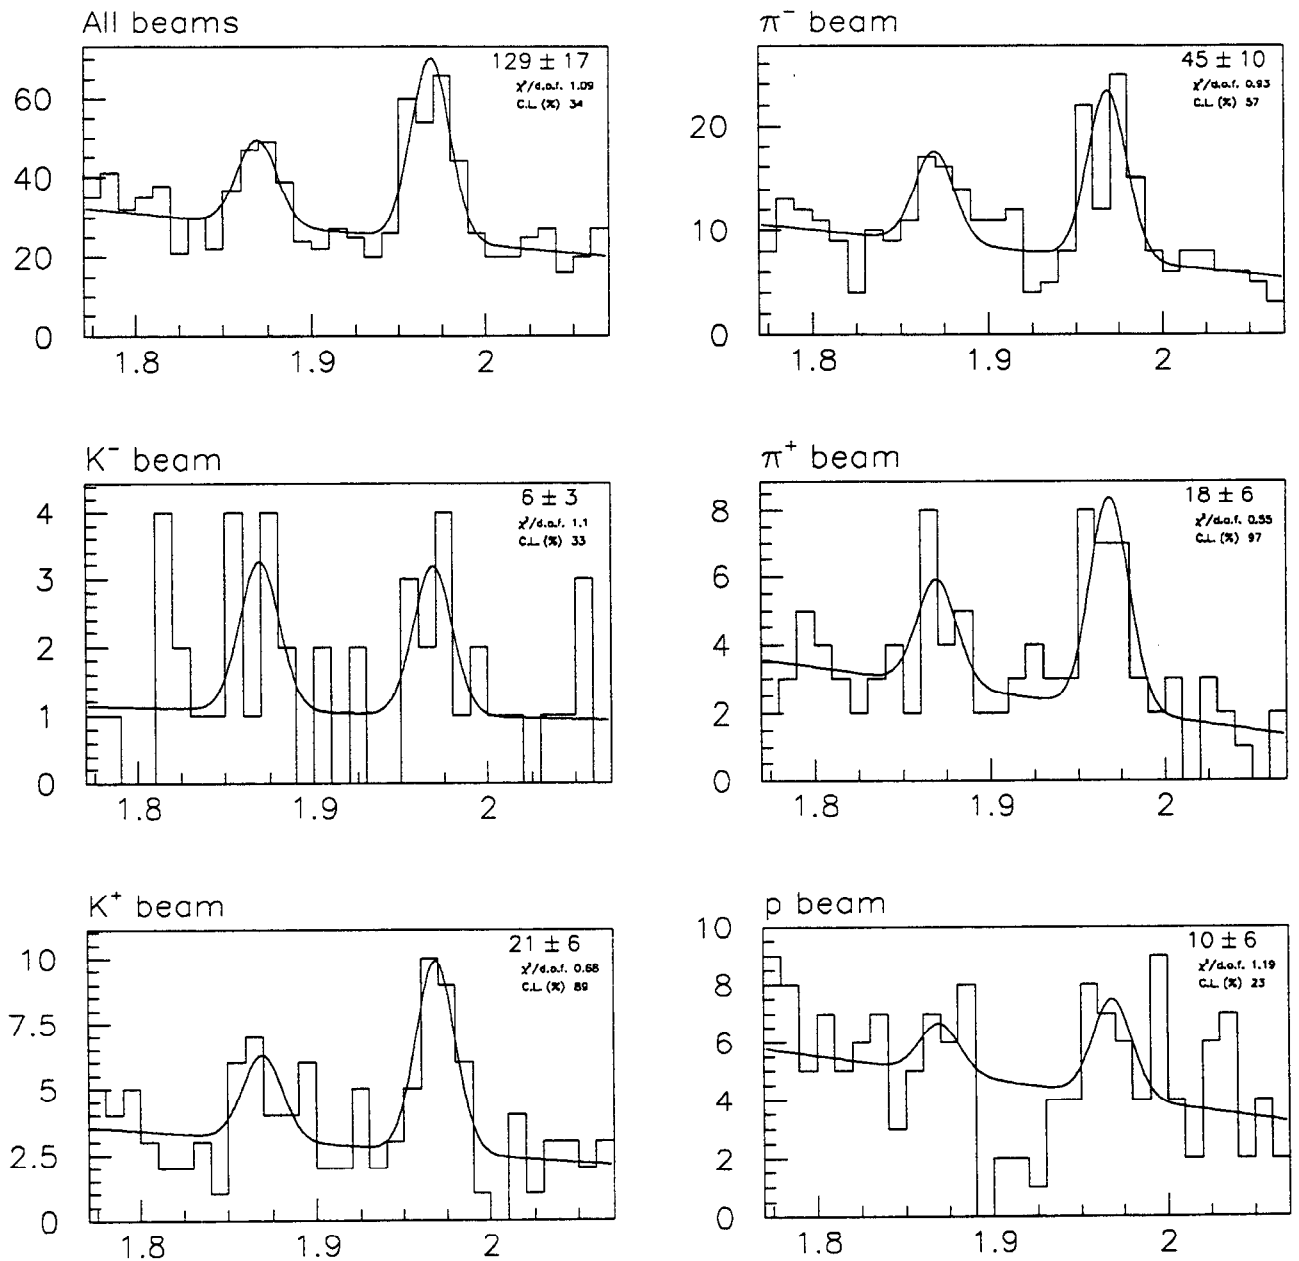 All beams
129 ± 17
χ²/d.o.f. 1.09
C.L. (%) 34
60
40
20
0
1.8 1.9 2
π⁻ beam
45 ± 10
χ²/d.o.f. 0.93
C.L. (%) 57
20
10
0
1.8 1.9 2
K⁻ beam
6 ± 3
χ²/d.o.f. 1.1
C.L. (%) 33
4
3
2
1
0
1.8 1.9 2
π⁺ beam
18 ± 6
χ²/d.o.f. 0.55
C.L. (%) 97
8
6
4
2
0
1.8 1.9 2
K⁺ beam
21 ± 6
χ²/d.o.f. 0.68
C.L. (%) 89
10
7.5
5
2.5
0
1.8 1.9 2
p beam
10 ± 6
χ²/d.o.f. 1.19
C.L. (%) 23
10
8
6
4
2
0
1.8 1.9 2